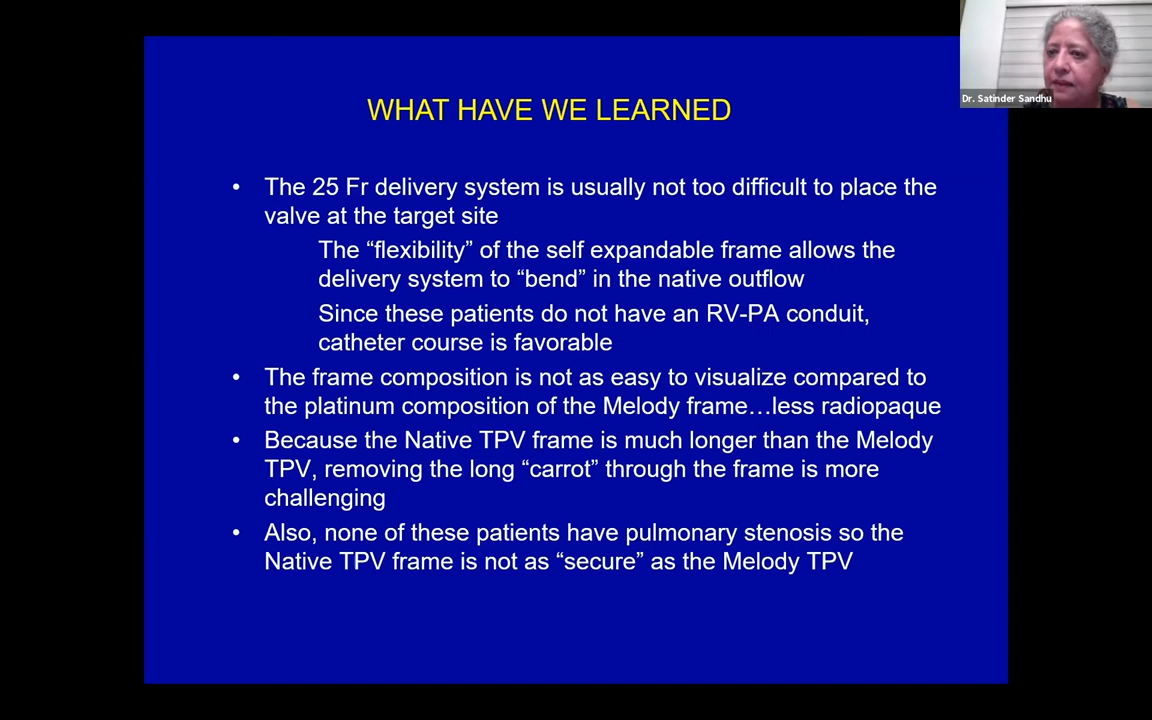 WHAT HAVE WE LEARNED
Dr. Satinder Sandhu
• The 25 Fr delivery system is usually not too difficult to place the
valve at the target site
The “flexibility” of the self expandable frame allows the
delivery system to “bend” in the native outflow
Since these patients do not have an RV-PA conduit,
catheter course is favorable
• The frame composition is not as easy to visualize compared to
the platinum composition of the Melody frame…less radiopaque
• Because the Native TPV frame is much longer than the Melody
TPV, removing the long “carrot” through the frame is more
challenging
• Also, none of these patients have pulmonary stenosis so the
Native TPV frame is not as “secure” as the Melody TPV